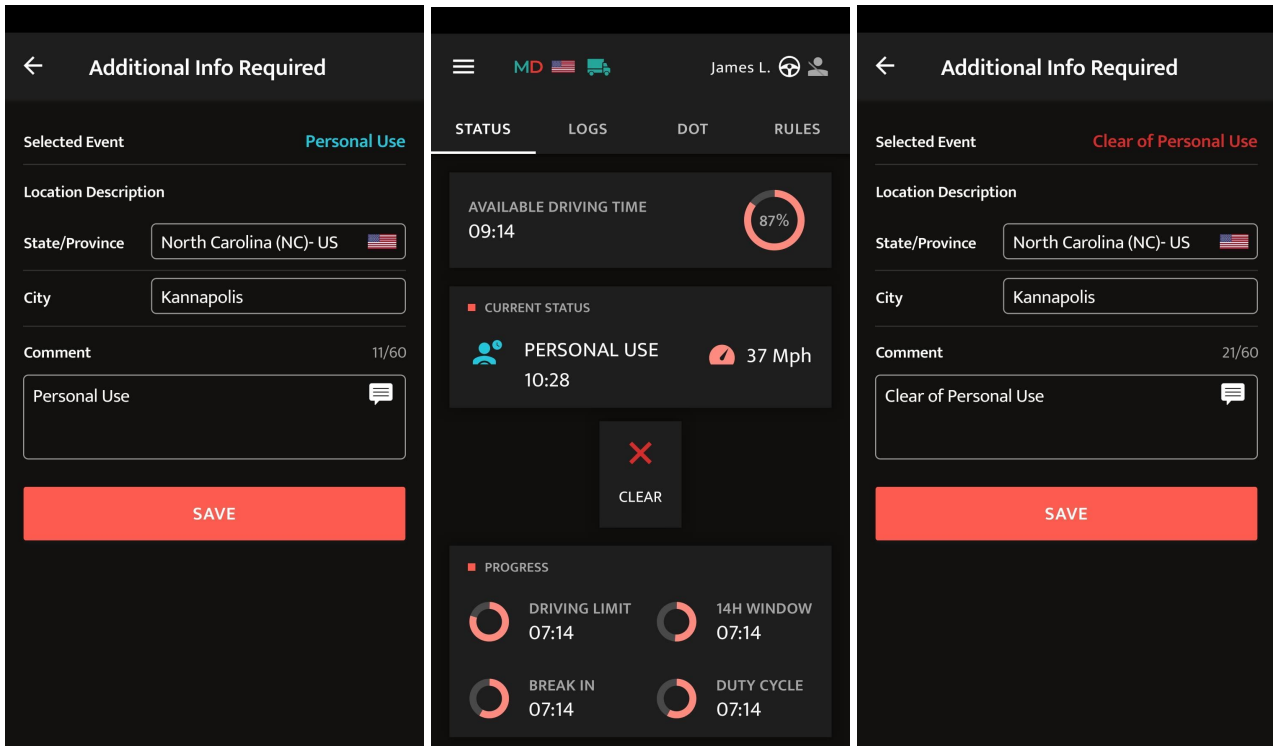 Additional Info Required
Selected Event Personal Use
Location Description
State/Province North Carolina (NC)- US
City Kannapolis
Comment 11/60
Personal Use
SAVE
MD James L.
STATUS LOGS DOT RULES
AVAILABLE DRIVING TIME
09:14
87%
CURRENT STATUS
PERSONAL USE
10:28
37 Mph
CLEAR
PROGRESS
DRIVING LIMIT
07:14
14H WINDOW
07:14
BREAK IN
07:14
DUTY CYCLE
07:14
Additional Info Required
Selected Event Clear of Personal Use
Location Description
State/Province North Carolina (NC)- US
City Kannapolis
Comment 21/60
Clear of Personal Use
SAVE